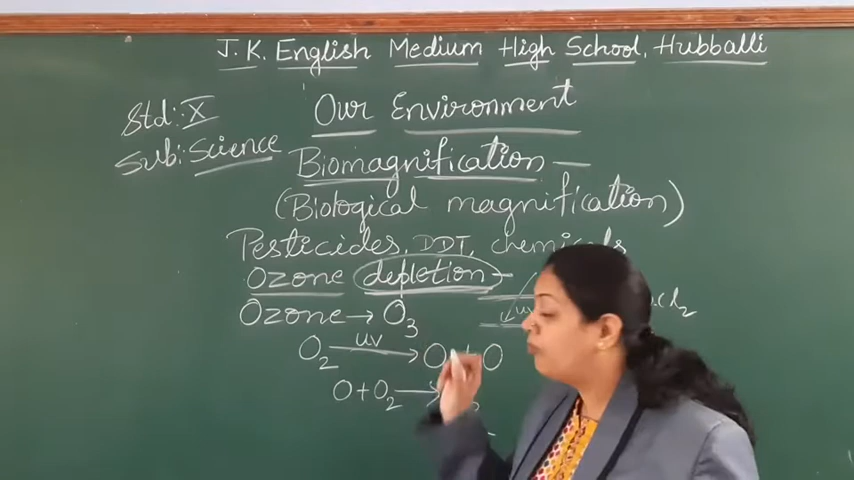 J.K. English Medium High School, Hubballi
Std: X
Our Environment
Sub: Science
Biomagnification —
(Biological magnification)
Pesticides, DDT, chemicals
Ozone depletion –
Ozone → O3
O2 —uv→ O + O
O + O2 →